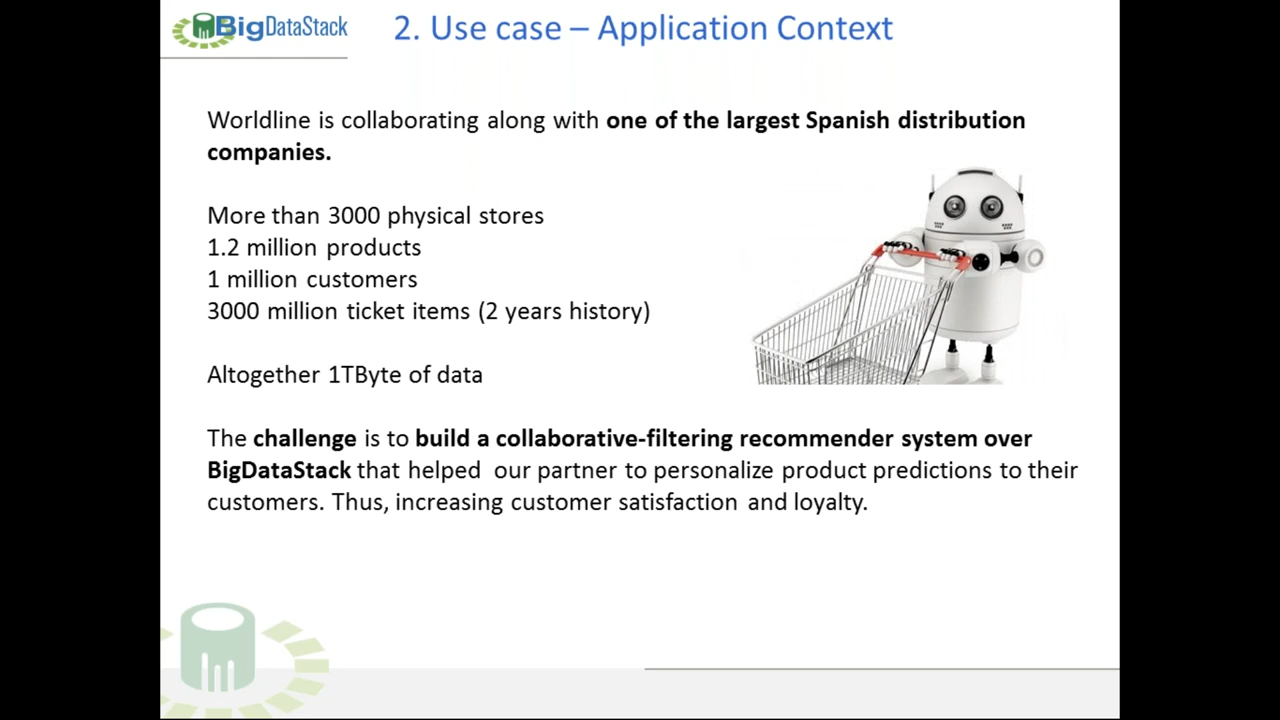 BigDataStack
2. Use case – Application Context
Worldline is collaborating along with one of the largest Spanish distribution
companies.
More than 3000 physical stores
1.2 million products
1 million customers
3000 million ticket items (2 years history)
Altogether 1TByte of data
The challenge is to build a collaborative-filtering recommender system over
BigDataStack that helped our partner to personalize product predictions to their
customers. Thus, increasing customer satisfaction and loyalty.